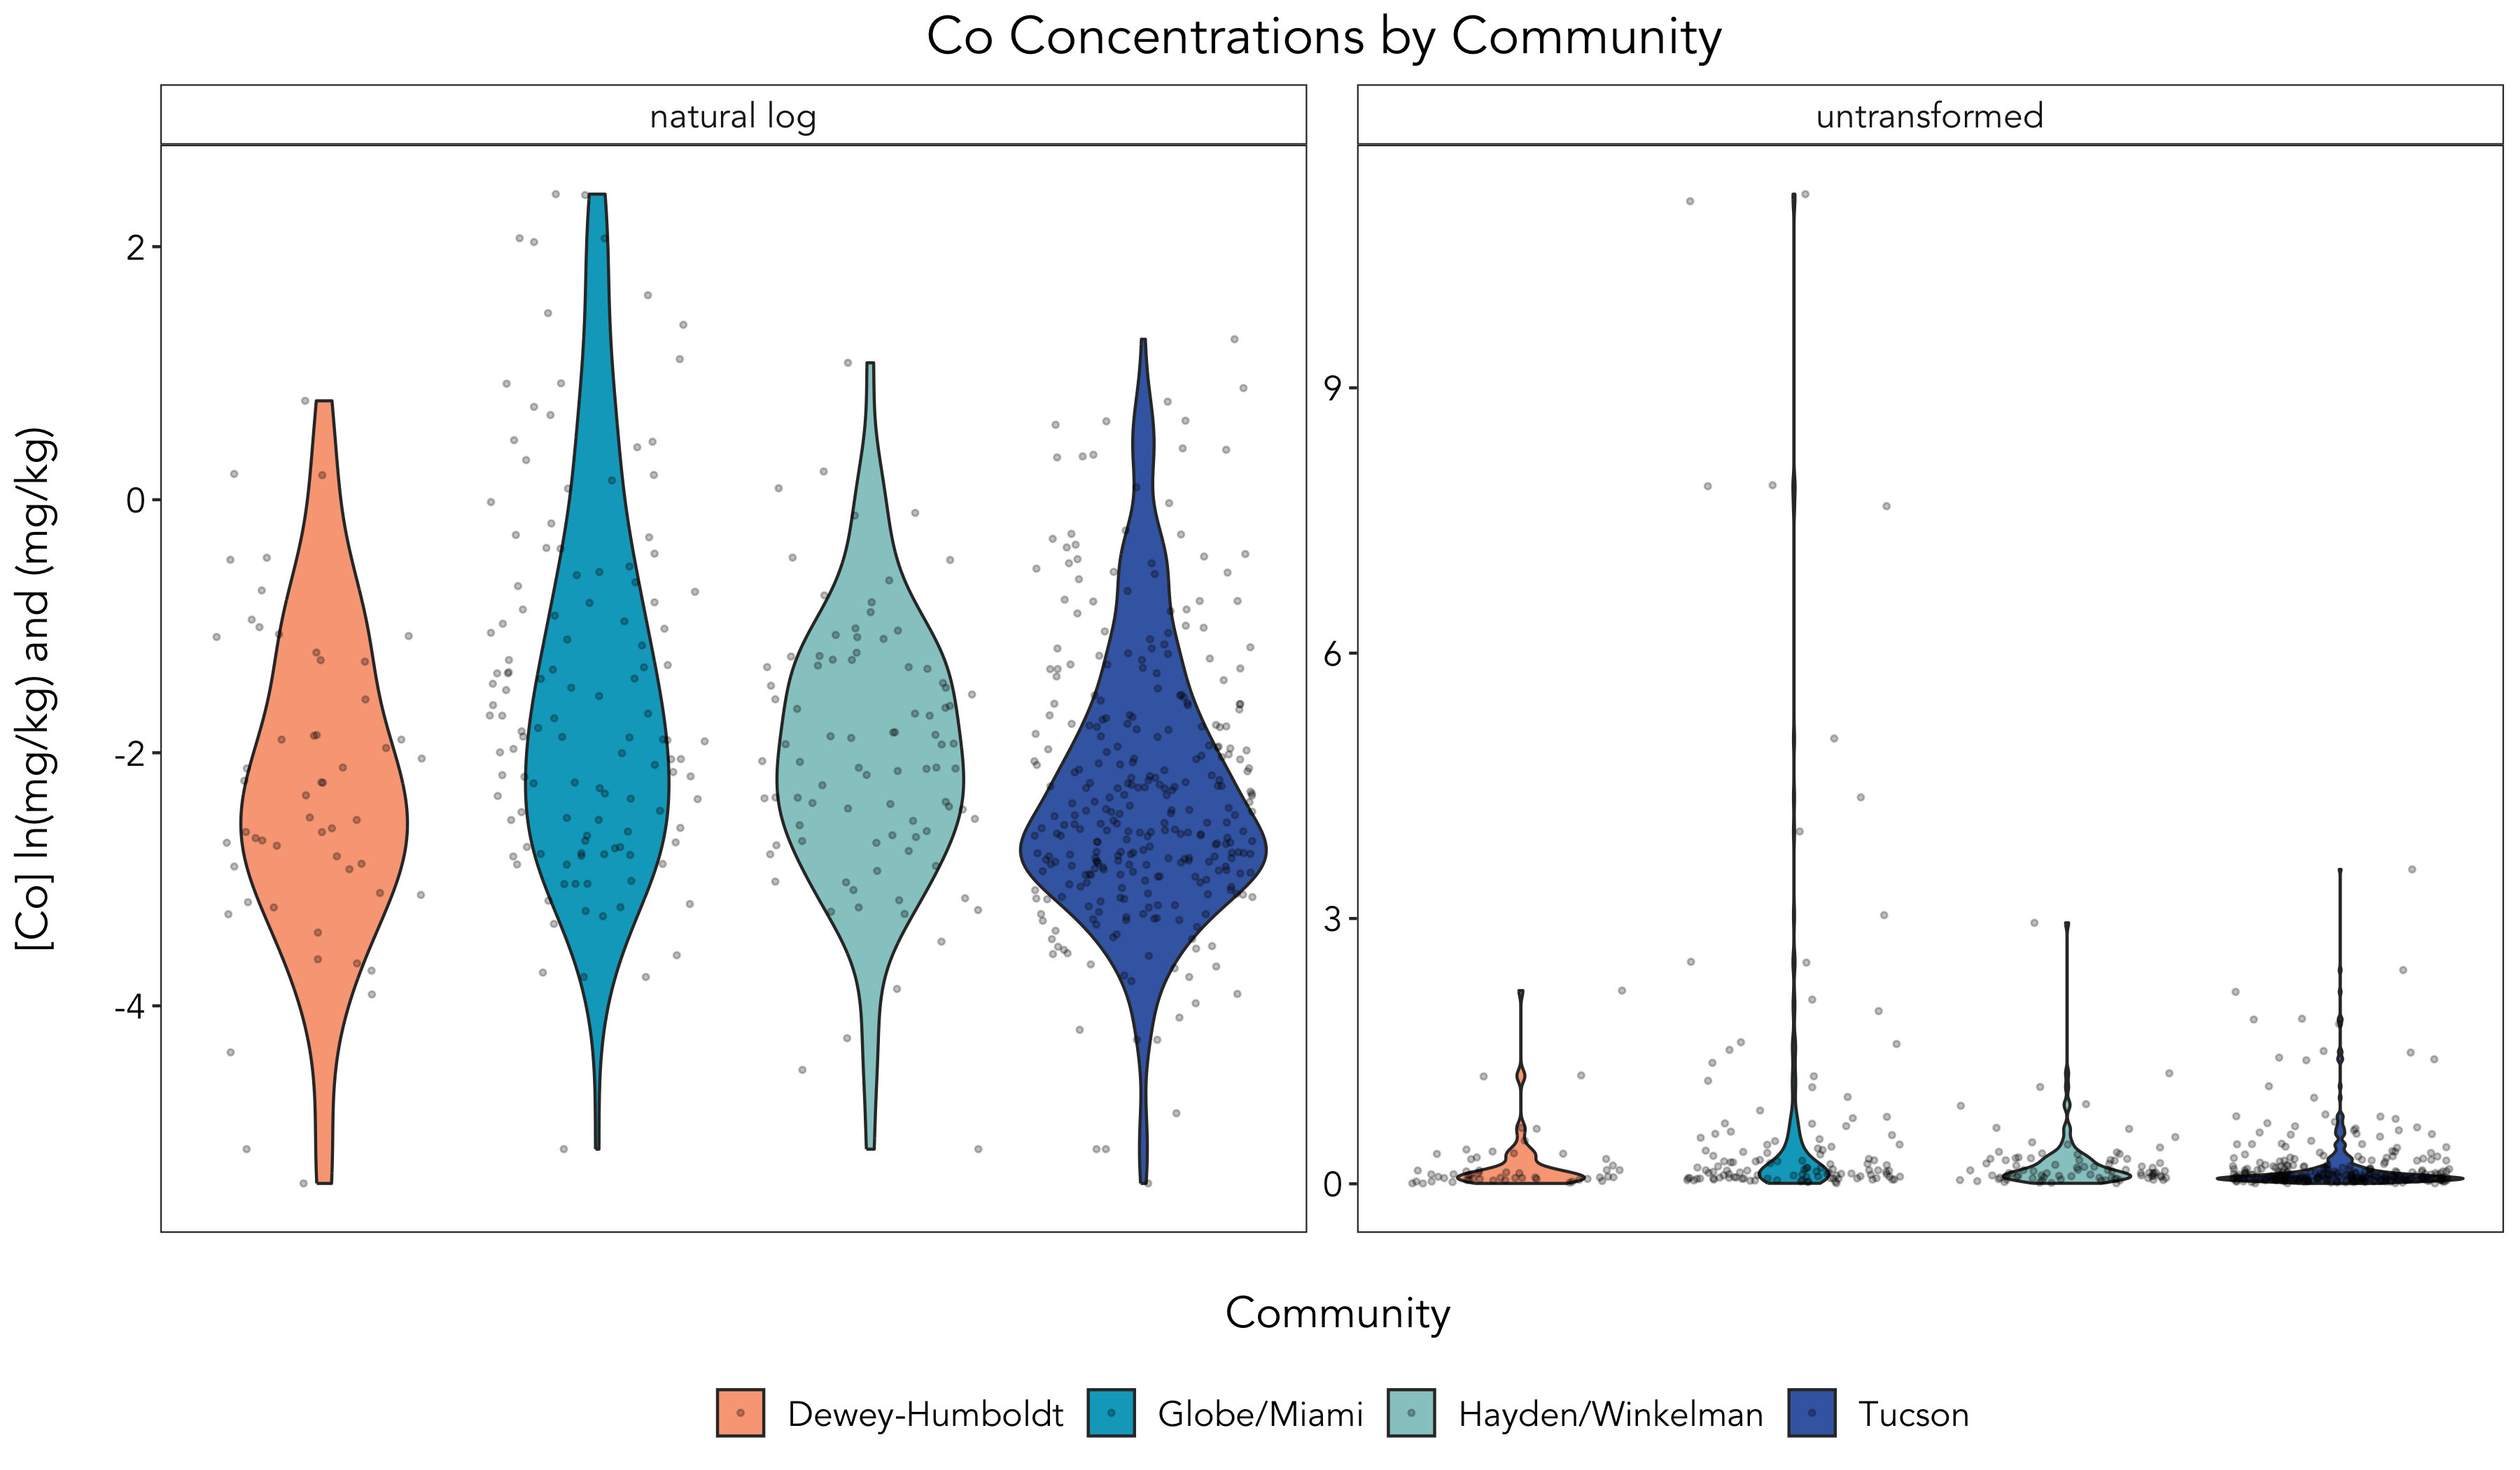 Co Concentrations by Community
natural log
untransformed
[Co] ln(mg/kg) and (mg/kg)
2
0
-2
-4
9
6
3
0
Community
Dewey-Humboldt
Globe/Miami
Hayden/Winkelman
Tucson